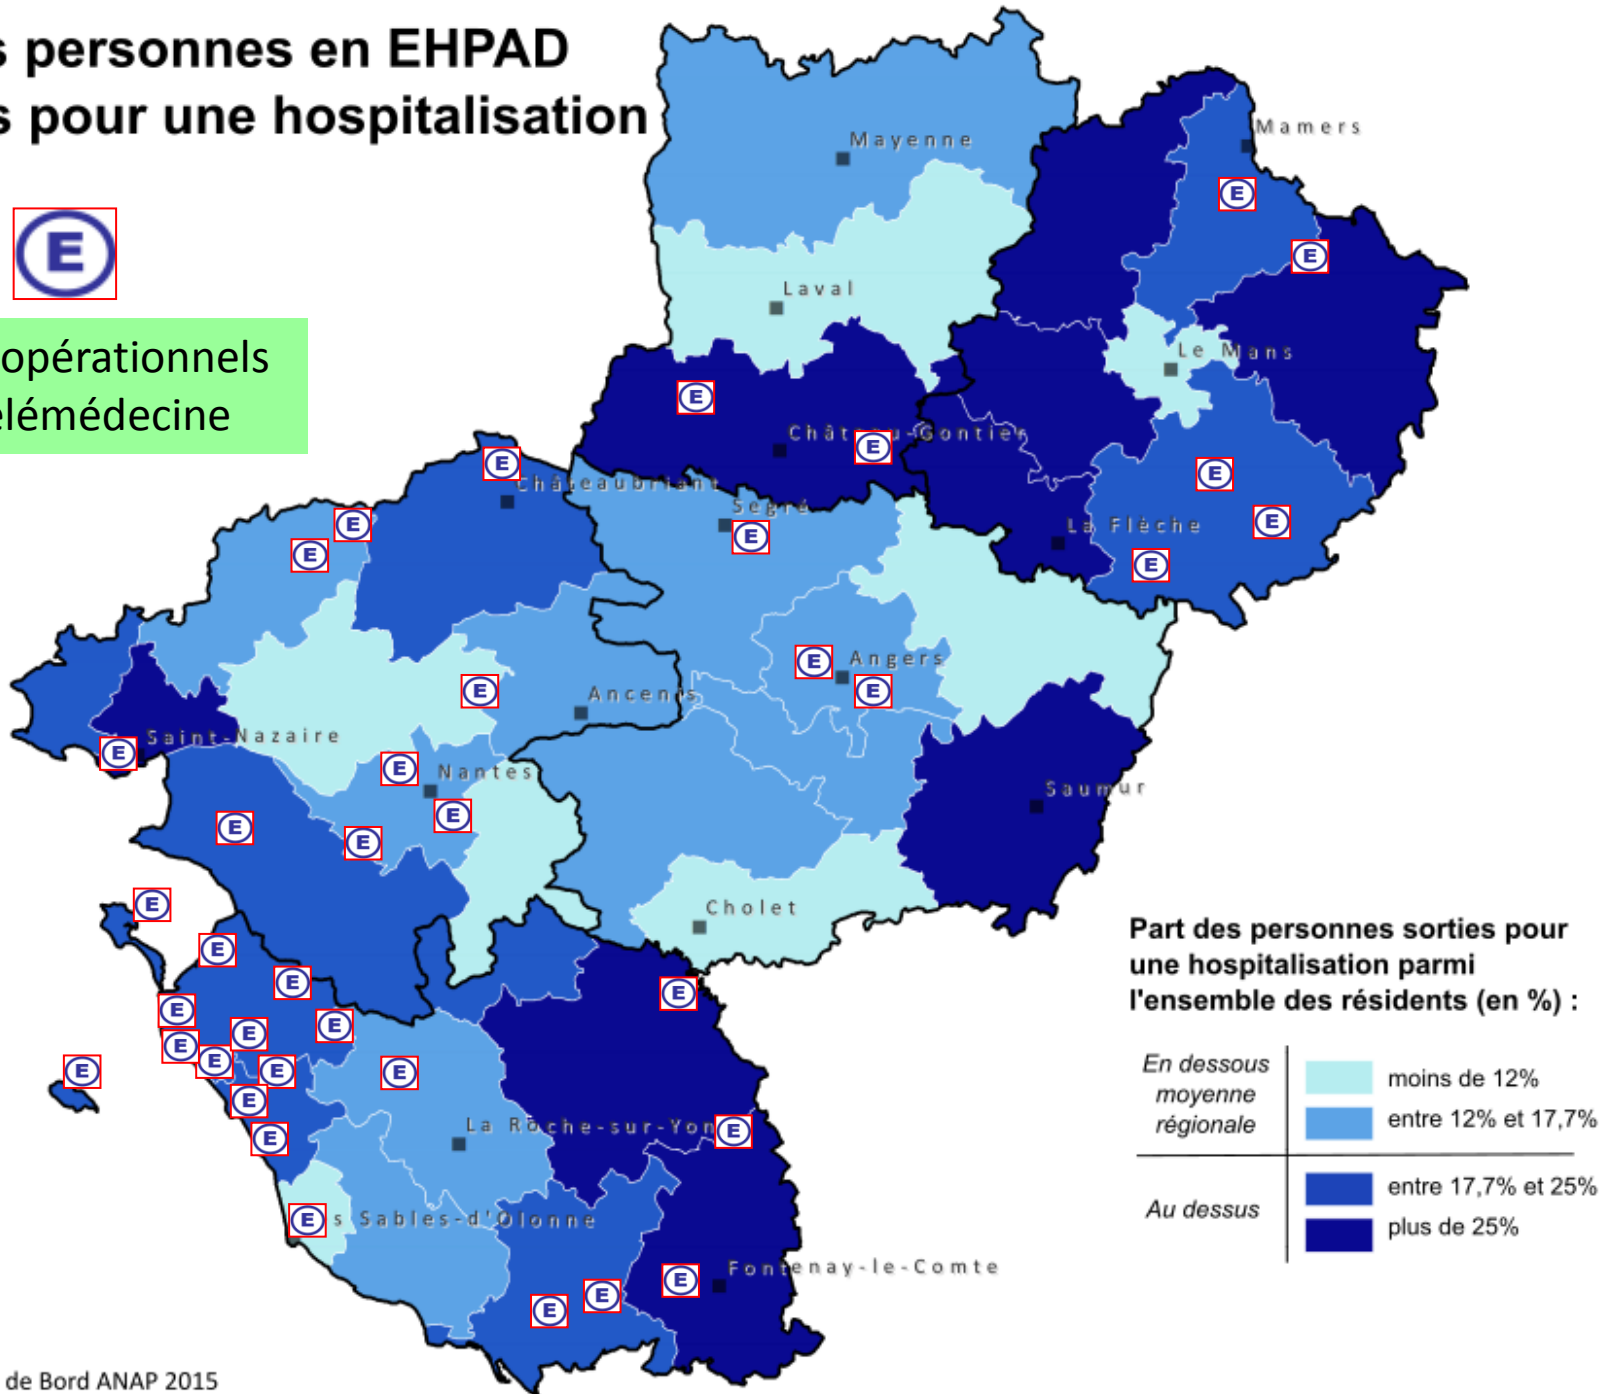 s personnes en EHPAD
s pour une hospitalisation
E
opérationnels
elémédecine
Mayenne
Mamers
E
E
Laval
Le Mans
E
Château-Gontier
E
E
Châteaubriant
E
Segré
E
E
E
La Flèche
E
E
E
Angers
E
E
E
Ancenis
Saint-Nazaire
E
E
Nantes
E
E
E
Saumur
E
Cholet
E
E
E
E
E
E
E
E
E
E
E
E
E
La Roche-sur-Yon
E
E
s Sables-d'Olonne
Fontenay-le-Comte
E
E
E
Part des personnes sorties pour
une hospitalisation parmi
l'ensemble des résidents (en %) :
En dessous
moyenne
régionale
moins de 12%
entre 12% et 17,7%
Au dessus
entre 17,7% et 25%
plus de 25%
de Bord ANAP 2015